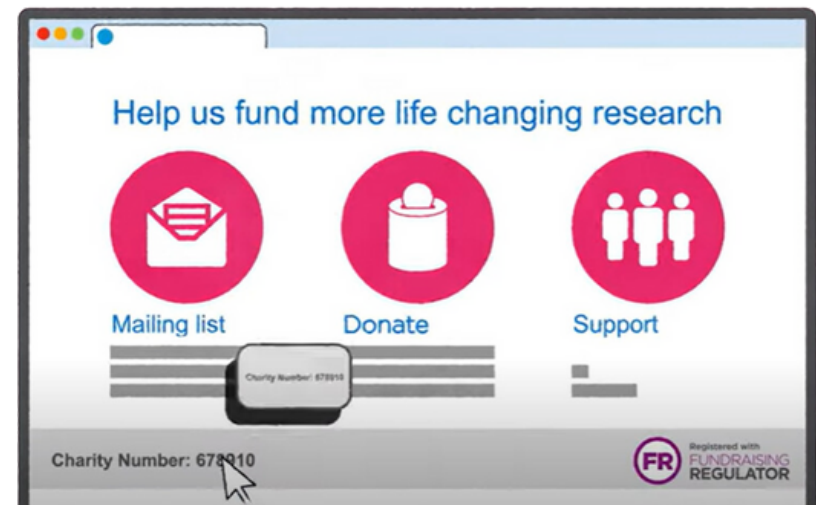 Help us fund more life changing research
Mailing list
Donate
Support
Charity Number: 678910
Charity Number: 678910
FR
Registered with
FUNDRAISING
REGULATOR